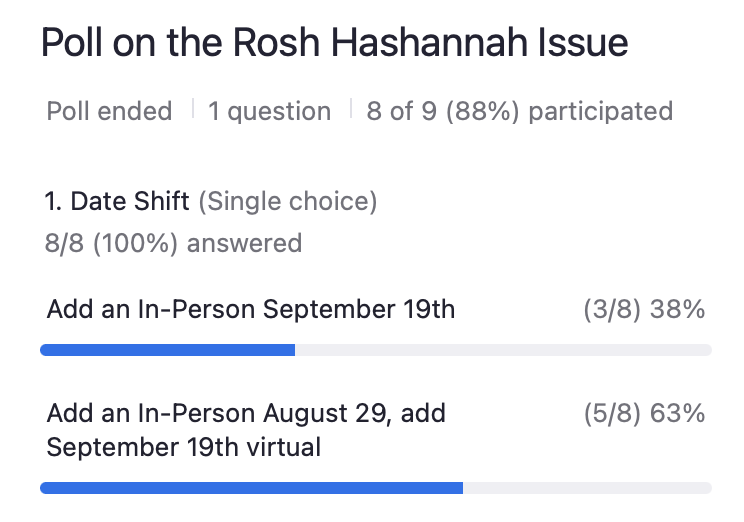 Poll on the Rosh Hashannah Issue
Poll ended | 1 question | 8 of 9 (88%) participated
1. Date Shift (Single choice)
8/8 (100%) answered
Add an In-Person September 19th (3/8) 38%
Add an In-Person August 29, add (5/8) 63%
September 19th virtual